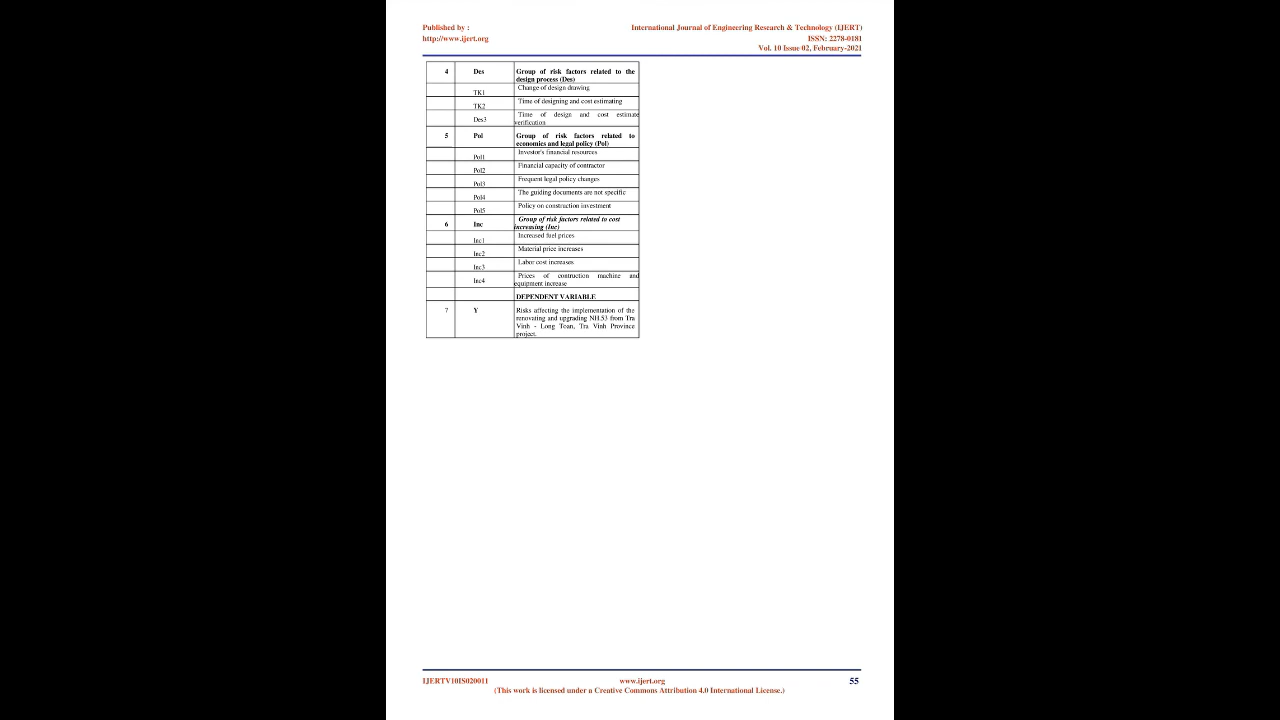 Published by :
International Journal of Engineering Research & Technology (IJERT)
http://www.ijert.org
ISSN: 2278-0181
Vol. 10 Issue 02, February-2021
4 Des Group of risk factors related to the
design process (Des)
TK1 Change of design drawing
TK2 Time of designing and cost estimating
Des3 Time of design and cost estimate
verification
5 Pol Group of risk factors related to
economics and legal policy (Pol)
Pol1 Investor's financial resources
Pol2 Financial capacity of contractor
Pol3 Frequent legal policy changes
Pol4 The guiding documents are not specific
Pol5 Policy on construction investment
6 Inc Group of risk factors related to cost
increasing (Inc)
Inc1 Increased fuel prices
Inc2 Material price increases
Inc3 Labor cost increases
Inc4 Prices of contruction machine and
equipment increase
DEPENDENT VARIABLE
7 Y Risks affecting the implementation of the
renovating and upgrading NH.53 from Tra
Vinh - Long Toan, Tra Vinh Province
project.
IJERTV10IS020011
www.ijert.org
55
(This work is licensed under a Creative Commons Attribution 4.0 International License.)